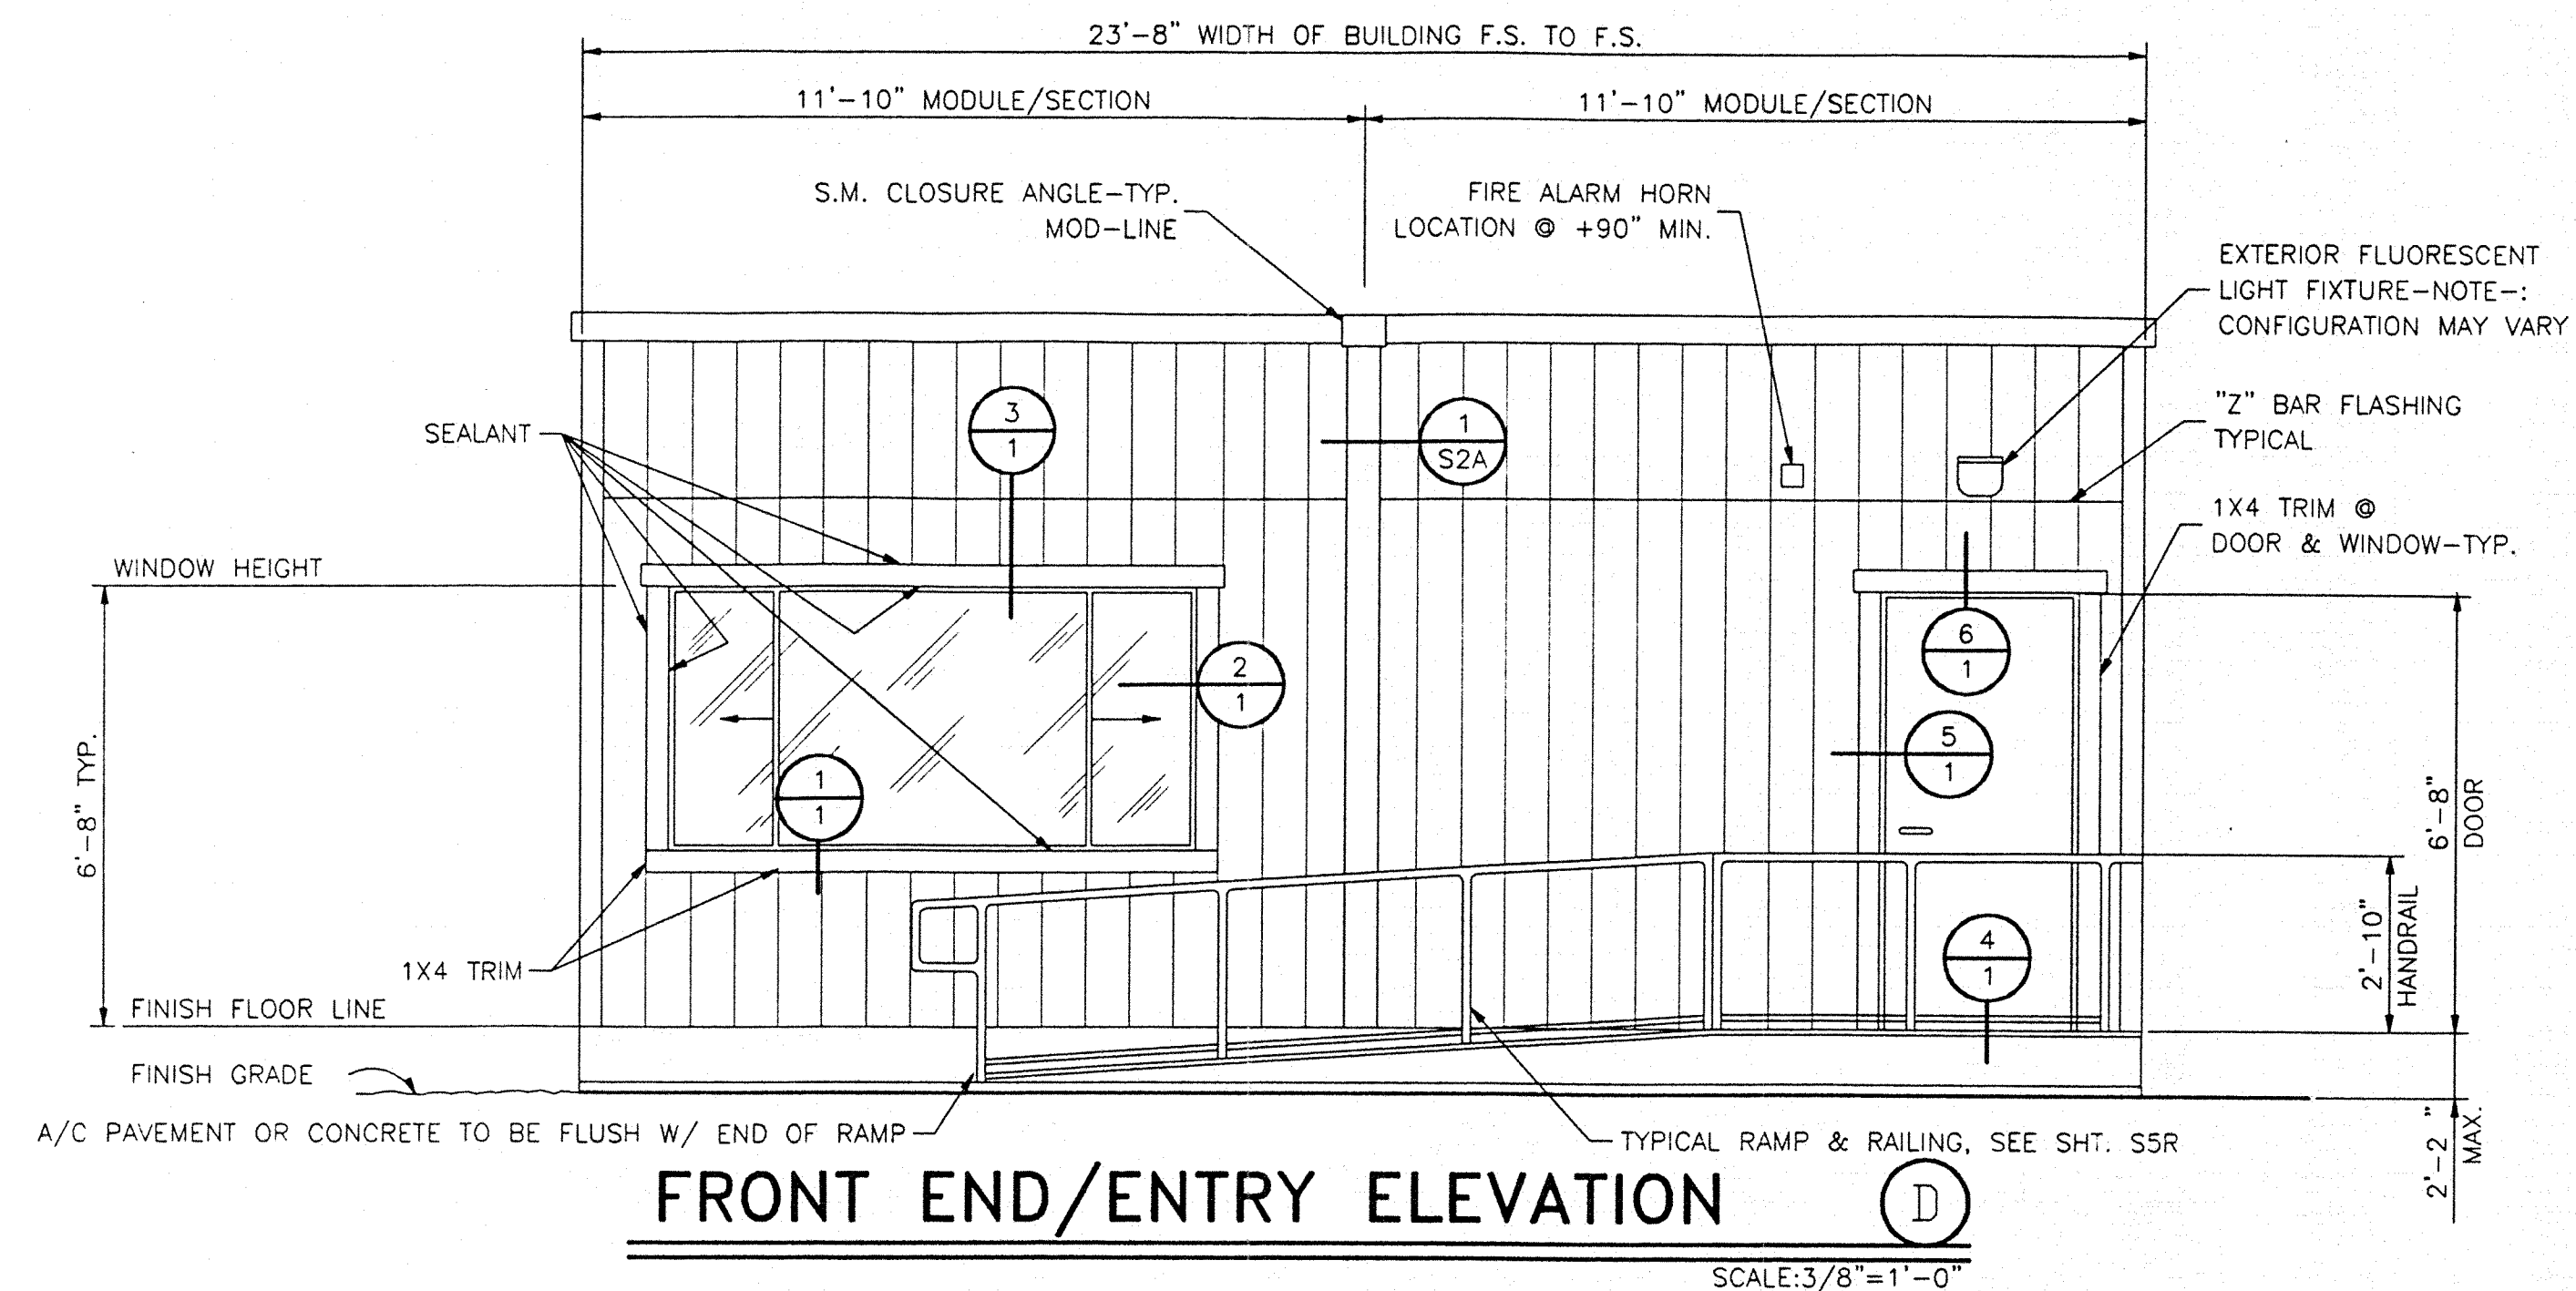 23'-8" WIDTH OF BUILDING F.S. TO F.S.
11'-10" MODULE/SECTION
11'-10" MODULE/SECTION
S.M. CLOSURE ANGLE-TYP.
MOD-LINE
FIRE ALARM HORN
LOCATION @ +90" MIN.
EXTERIOR FLUORESCENT
LIGHT FIXTURE-NOTE-:
CONFIGURATION MAY VARY
"Z" BAR FLASHING
TYPICAL
1X4 TRIM @
DOOR & WINDOW-TYP.
SEALANT
3
1
1
S2A
WINDOW HEIGHT
6'-8" TYP.
2
1
1
1
6
1
5
1
4
1
6'-8"
DOOR
2'-10"
HANDRAIL
1X4 TRIM
FINISH FLOOR LINE
FINISH GRADE
A/C PAVEMENT OR CONCRETE TO BE FLUSH W/ END OF RAMP
TYPICAL RAMP & RAILING, SEE SHT. S5R
2'-2 "
MAX.
FRONT END/ENTRY ELEVATION
D
SCALE:3/8"=1'-0"